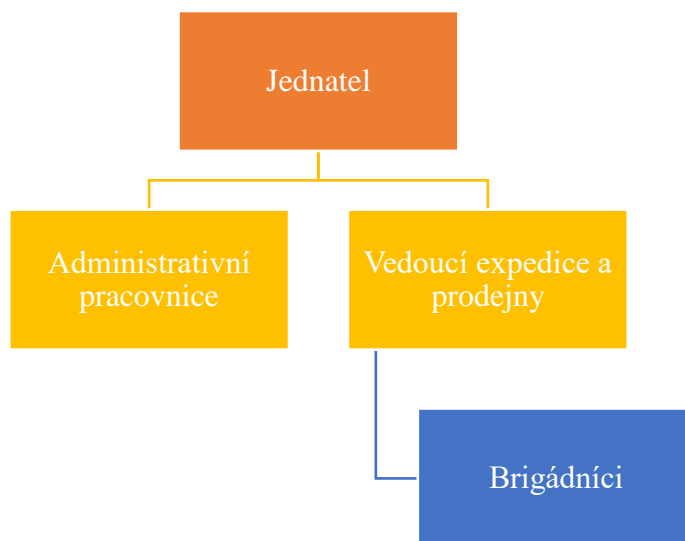 Jednatel
Administrativní
pracovnice
Vedoucí expedice a
prodejny
Brigádníci